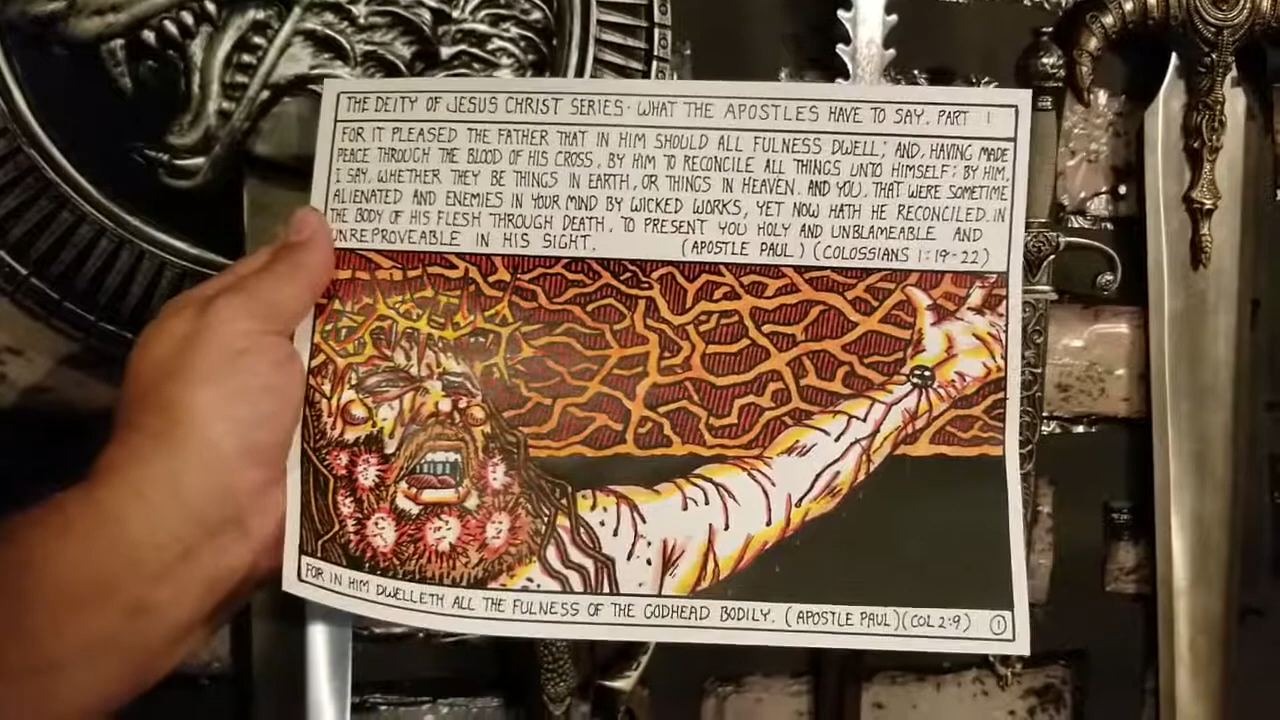 THE DEITY OF JESUS CHRIST SERIES · WHAT THE APOSTLES HAVE TO SAY. PART 1
FOR IT PLEASED THE FATHER THAT IN HIM SHOULD ALL FULNESS DWELL; AND, HAVING MADE
PEACE THROUGH THE BLOOD OF HIS CROSS, BY HIM TO RECONCILE ALL THINGS UNTO HIMSELF; BY HIM,
I SAY, WHETHER THEY BE THINGS IN EARTH, OR THINGS IN HEAVEN. AND YOU, THAT WERE SOMETIME
ALIENATED AND ENEMIES IN YOUR MIND BY WICKED WORKS, YET NOW HATH HE RECONCILED. IN
THE BODY OF HIS FLESH THROUGH DEATH, TO PRESENT YOU HOLY AND UNBLAMEABLE AND
UNREPROVEABLE IN HIS SIGHT. (APOSTLE PAUL) (COLOSSIANS 1:19-22)
FOR IN HIM DWELLETH ALL THE FULNESS OF THE GODHEAD BODILY. (APOSTLE PAUL)(COL 2:9) 1